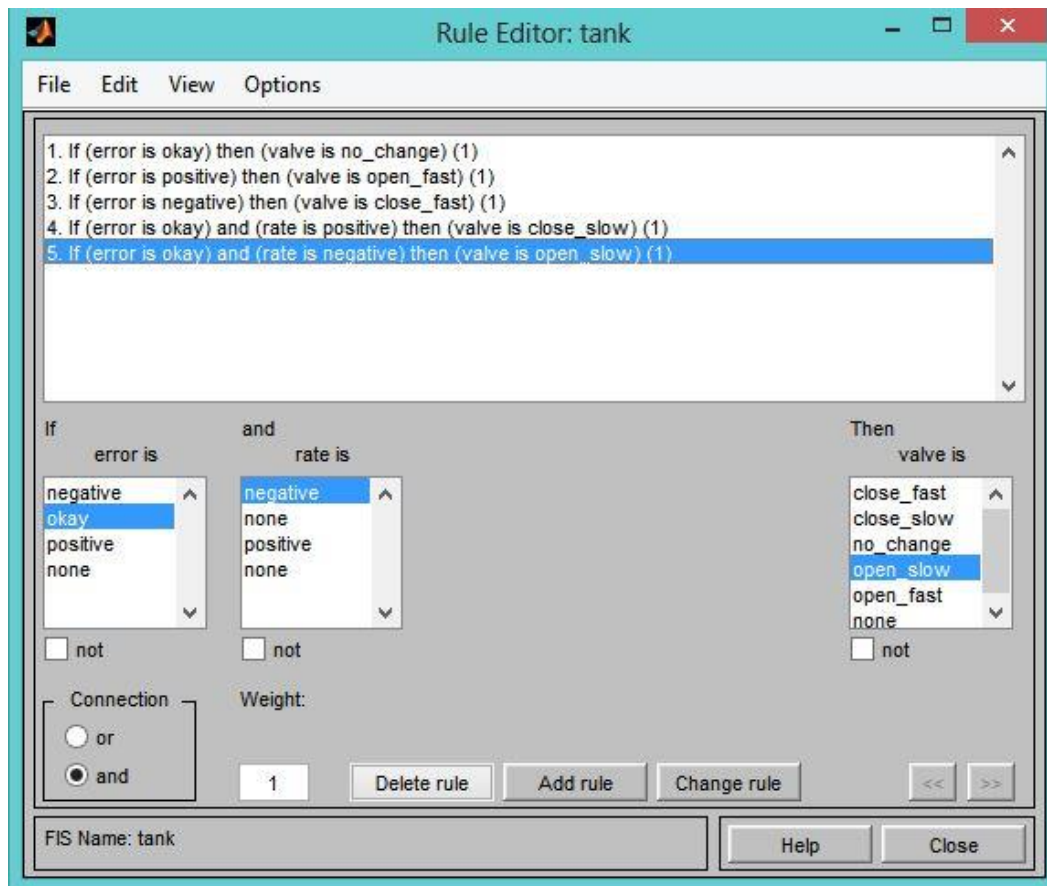 Rule Editor: tank
File Edit View Options
1. If (error is okay) then (valve is no_change) (1)
2. If (error is positive) then (valve is open_fast) (1)
3. If (error is negative) then (valve is close_fast) (1)
4. If (error is okay) and (rate is positive) then (valve is close_slow) (1)
5. If (error is okay) and (rate is negative) then (valve is open_slow) (1)
If and Then
error is rate is valve is
negative negative close_fast
okay none close_slow
positive positive no_change
none none open_slow
open_fast
none
not not not
Connection Weight:
or
and 1 Delete rule Add rule Change rule << >>
FIS Name: tank Help Close